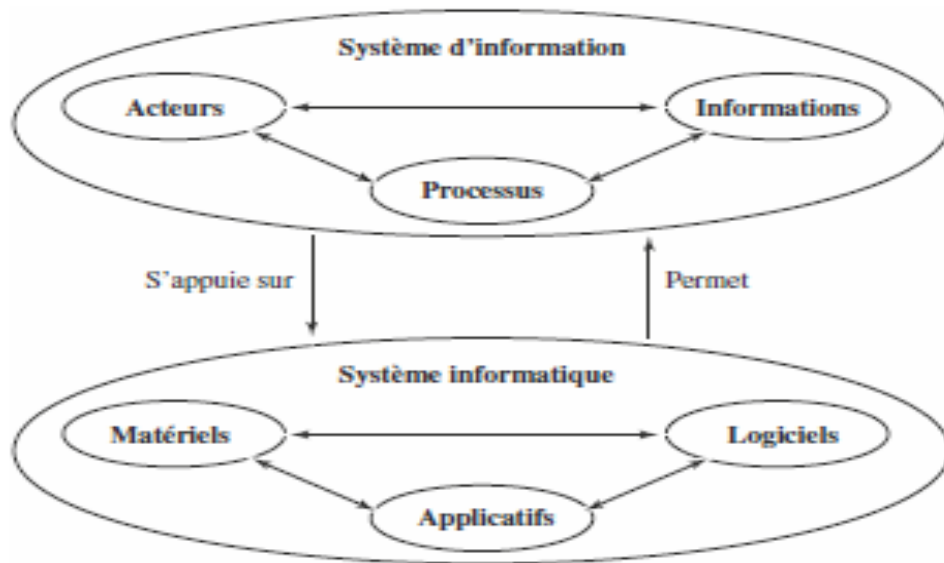 Système d’information
Acteurs
Informations
Processus
S’appuie sur
Permet
Système informatique
Matériels
Logiciels
Applicatifs